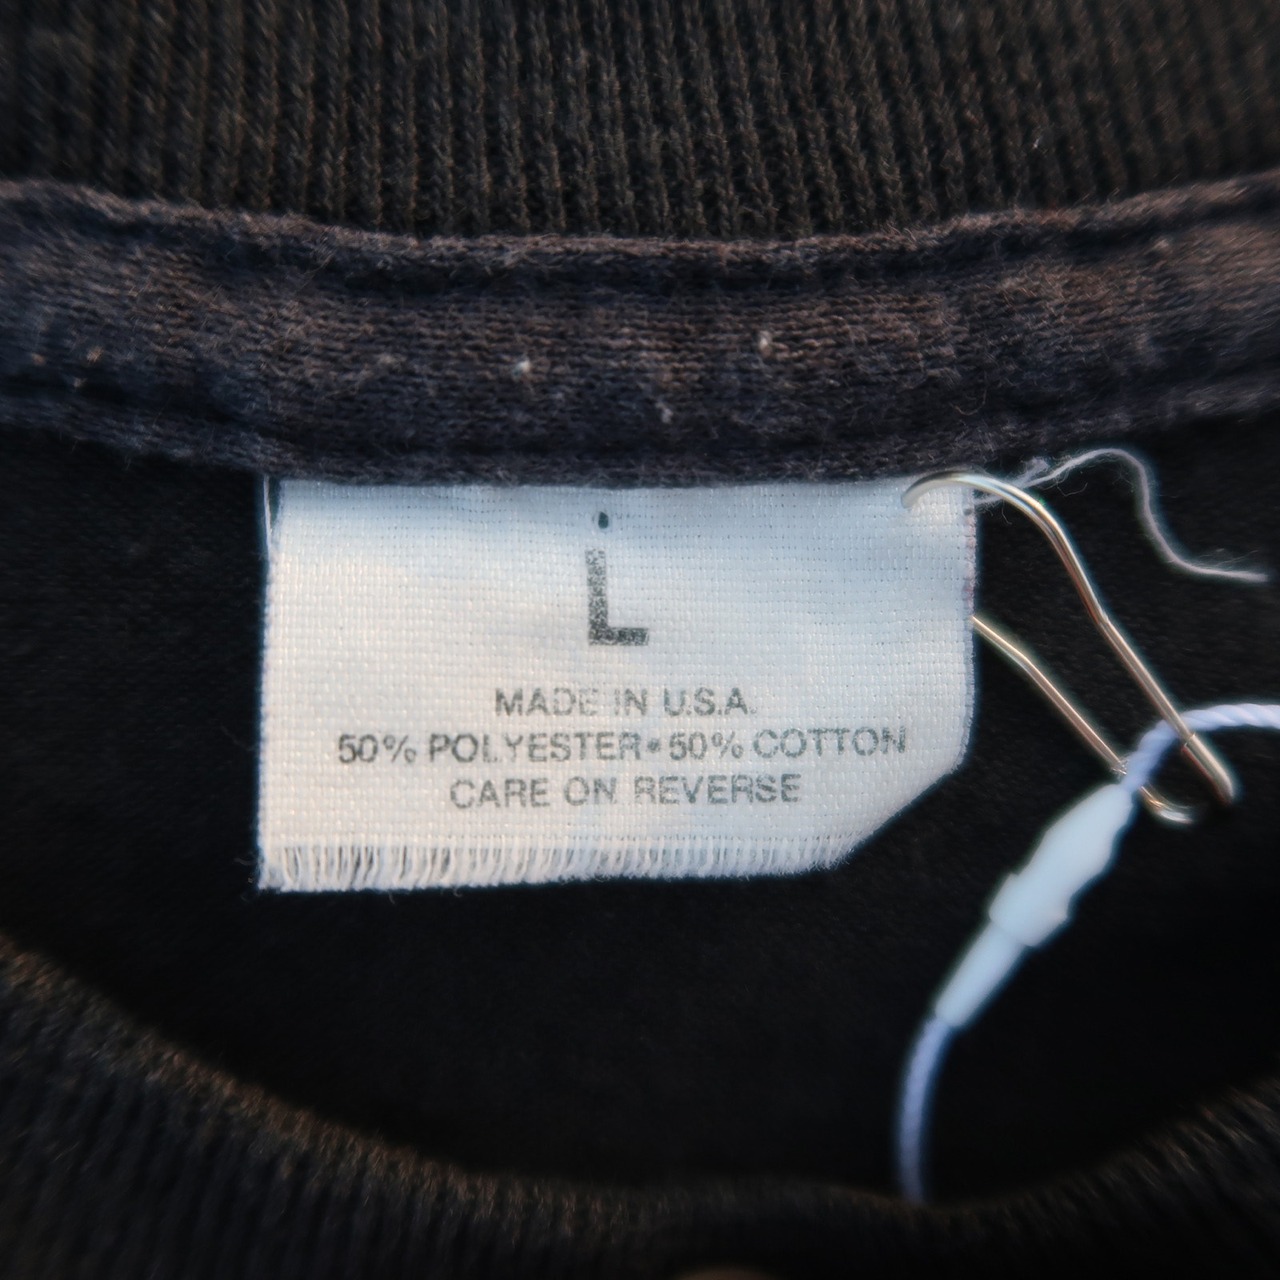 L
MADE IN U.S.A.
50% POLYESTER•50% COTTON
CARE ON REVERSE